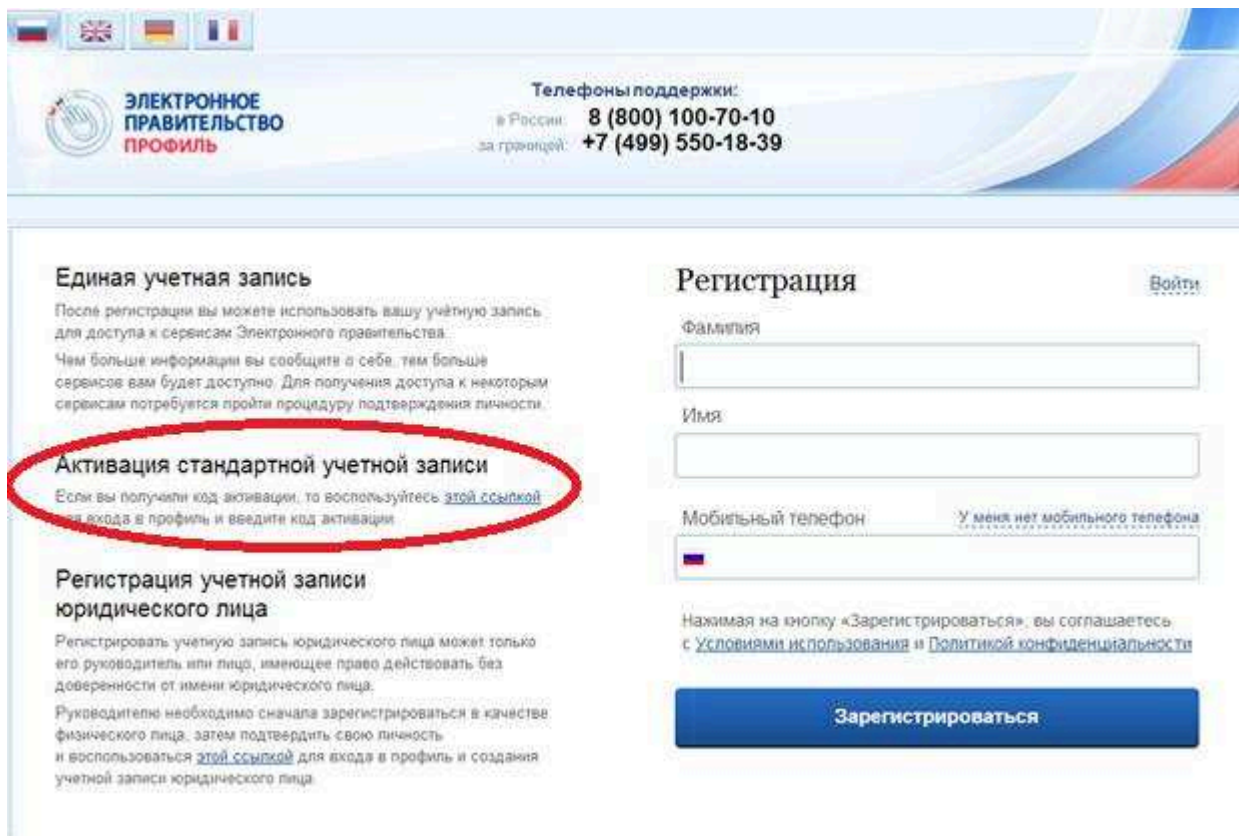 ЭЛЕКТРОННОЕ
ПРАВИТЕЛЬСТВО
ПРОФИЛЬ
Телефоны поддержки:
в России: 8 (800) 100-70-10
за границей: +7 (499) 550-18-39
Единая учетная запись
После регистрации вы можете использовать вашу учётную запись
для доступа к сервисам Электронного правительства.
Чем больше информации вы сообщите о себе, тем больше
сервисов вам будет доступно. Для получения доступа к некоторым
сервисам потребуется пройти процедуру подтверждения личности.
Активация стандартной учетной записи
Если вы получили код активации, то воспользуйтесь этой ссылкой
для входа в профиль и введите код активации
Регистрация учетной записи
юридического лица
Регистрировать учетную запись юридического лица может только
его руководитель или лицо, имеющее право действовать без
доверенности от имени юридического лица.
Руководителю необходимо сначала зарегистрироваться в качестве
физического лица, затем подтвердить свою личность
и воспользоваться этой ссылкой для входа в профиль и создания
учетной записи юридического лица.
Регистрация
Войти
Фамилия
Имя
Мобильный телефон
У меня нет мобильного телефона
Нажимая на кнопку «Зарегистрироваться», вы соглашаетесь
с Условиями использования и Политикой конфиденциальности
Зарегистрироваться